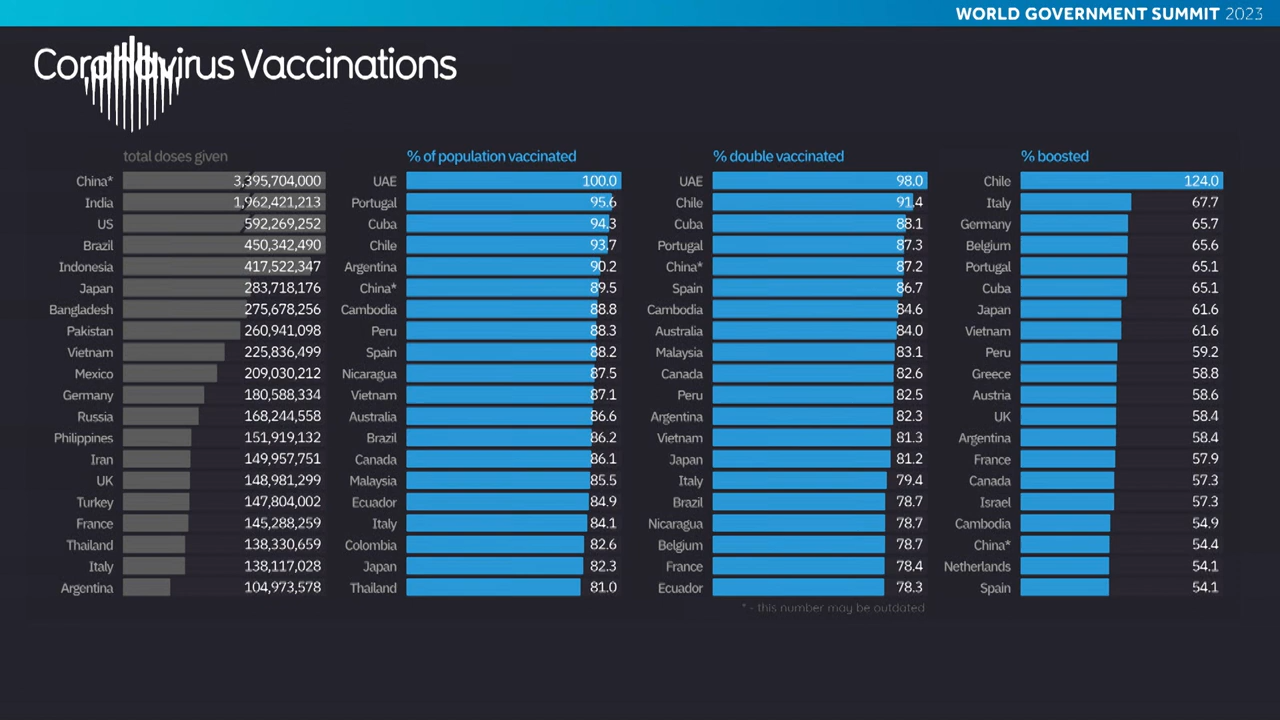 WORLD GOVERNMENT SUMMIT 2023
Coronavirus Vaccinations
total doses given
China* 3,395,704,000
India 1,962,421,213
US 592,269,252
Brazil 450,342,490
Indonesia 417,522,347
Japan 283,718,176
Bangladesh 275,678,256
Pakistan 260,941,098
Vietnam 225,836,499
Mexico 209,030,212
Germany 180,588,334
Russia 168,244,558
Philippines 151,919,132
Iran 149,957,751
UK 148,981,299
Turkey 147,804,002
France 145,288,259
Thailand 138,330,659
Italy 138,117,028
Argentina 104,973,578
% of population vaccinated
UAE 100.0
Portugal 95.6
Cuba 94.3
Chile 93.7
Argentina 90.2
China* 89.5
Cambodia 88.8
Peru 88.3
Spain 88.2
Nicaragua 87.5
Vietnam 87.1
Australia 86.6
Brazil 86.2
Canada 86.1
Malaysia 85.5
Ecuador 84.9
Italy 84.1
Colombia 82.6
Japan 82.3
Thailand 81.0
% double vaccinated
UAE 98.0
Chile 91.4
Cuba 88.1
Portugal 87.3
China* 87.2
Spain 86.7
Cambodia 84.6
Australia 84.0
Malaysia 83.1
Canada 82.6
Peru 82.5
Argentina 82.3
Vietnam 81.3
Japan 81.2
Italy 79.4
Brazil 78.7
Nicaragua 78.7
Belgium 78.7
France 78.4
Ecuador 78.3
* - this number may be outdated
% boosted
Chile 124.0
Italy 67.7
Germany 65.7
Belgium 65.6
Portugal 65.1
Cuba 65.1
Japan 61.6
Vietnam 61.6
Peru 59.2
Greece 58.8
Austria 58.6
UK 58.4
Argentina 58.4
France 57.9
Canada 57.3
Israel 57.3
Cambodia 54.9
China* 54.4
Netherlands 54.1
Spain 54.1